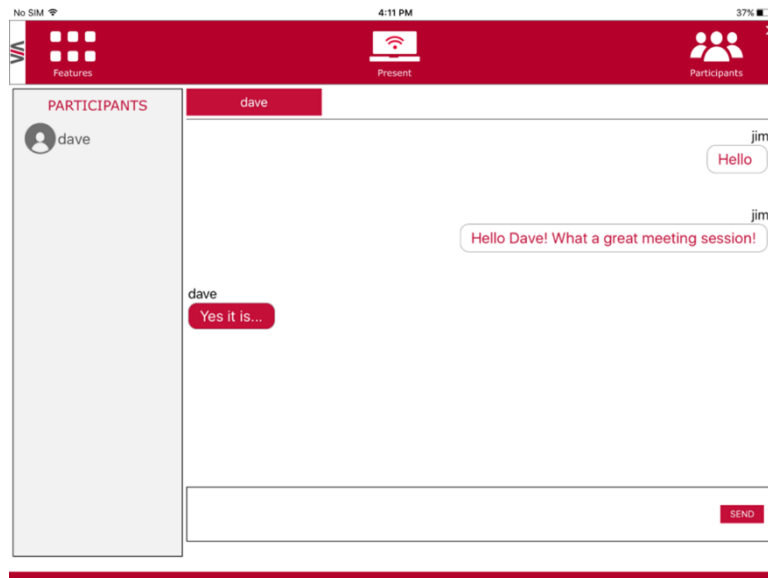 No SIM 4:11 PM 37%
Features Present Participants
PARTICIPANTS
dave
dave
jim
Hello
jim
Hello Dave! What a great meeting session!
dave
Yes it is...
SEND